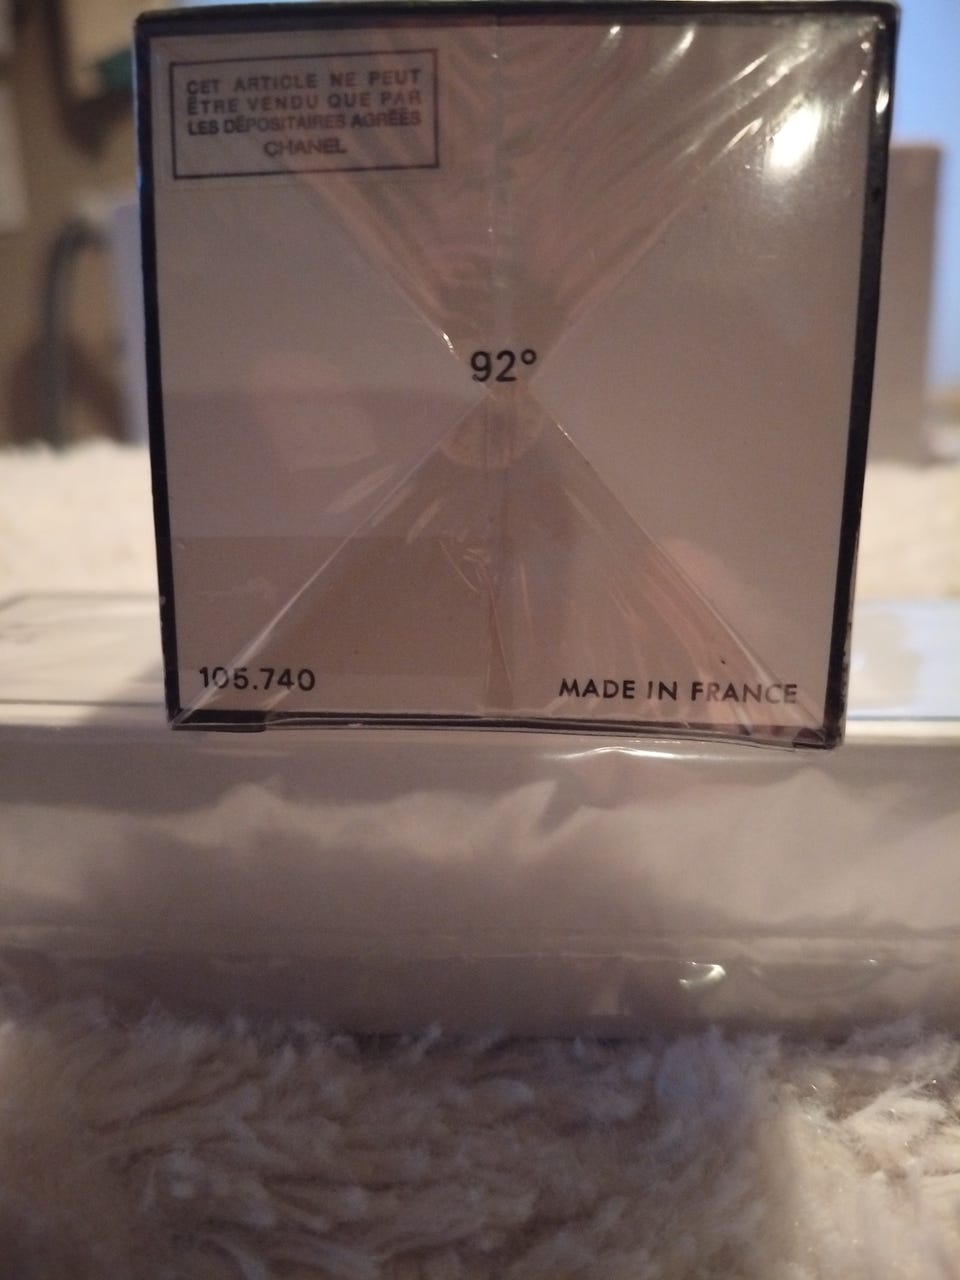 CET ARTICLE NE PEUT
ÊTRE VENDU QUE PAR
LES DÉPOSITAIRES AGRÉÉS
CHANEL
92°
105.740
MADE IN FRANCE